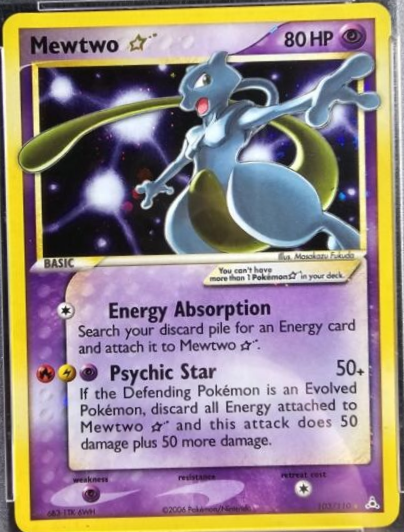 Mewtwo ☆ 80 HP
BASIC
Illus. Masakazu Fukuda
You can't have
more than 1 Pokémon ☆ in your deck.
Energy Absorption
Search your discard pile for an Energy card
and attach it to Mewtwo ☆.
Psychic Star 50+
If the Defending Pokémon is an Evolved
Pokémon, discard all Energy attached to
Mewtwo ☆ and this attack does 50
damage plus 50 more damage.
weakness resistance retreat cost
©2006 Pokémon/Nintendo
103/110